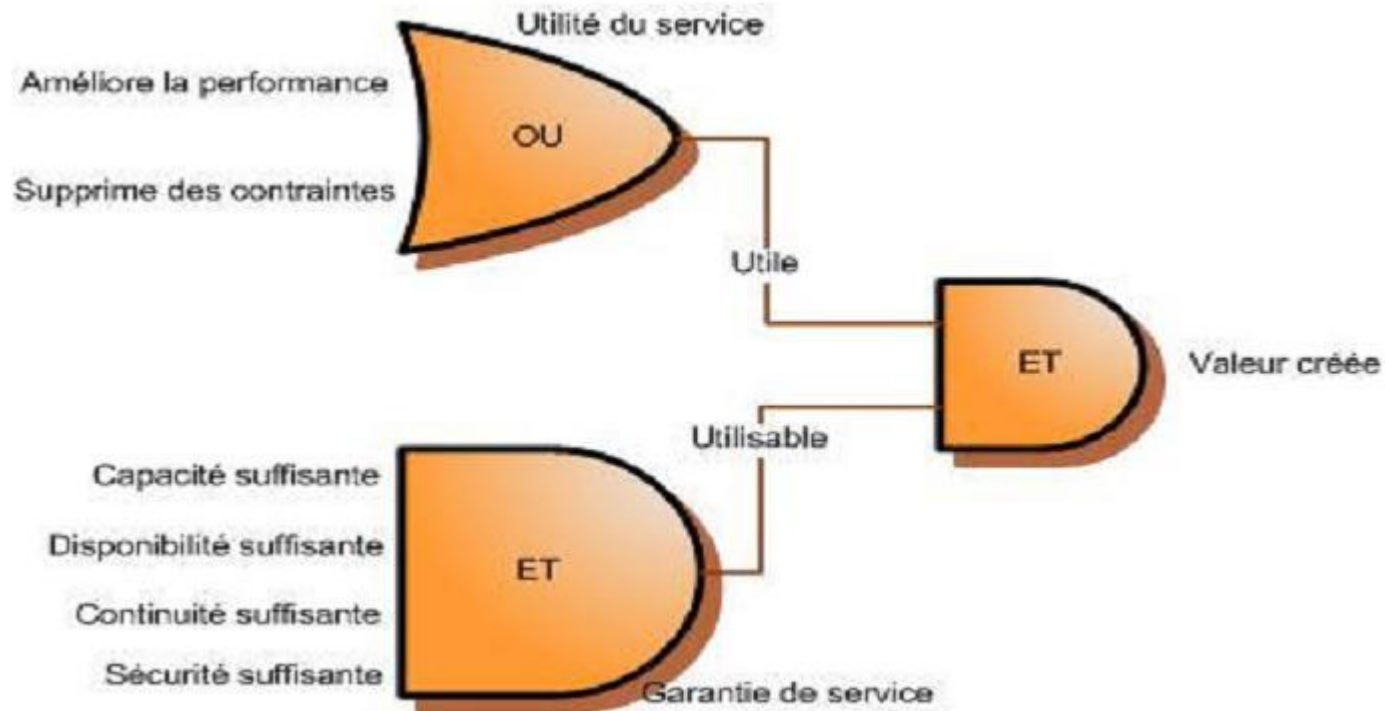 Utilité du service
Améliore la performance
OU
Supprime des contraintes
Utile
ET
Valeur créée
Utilisable
Capacité suffisante
Disponibilité suffisante
ET
Continuité suffisante
Sécurité suffisante
Garantie de service